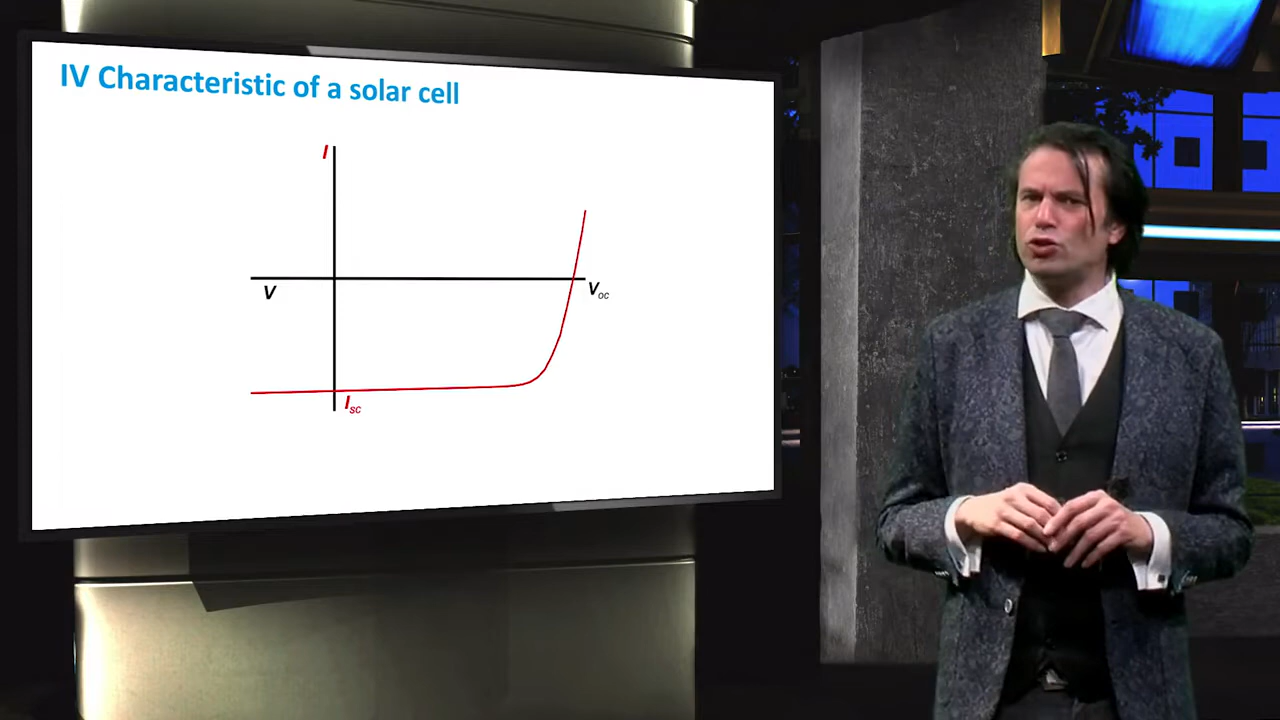 IV Characteristic of a solar cell
I
V
Voc
Isc